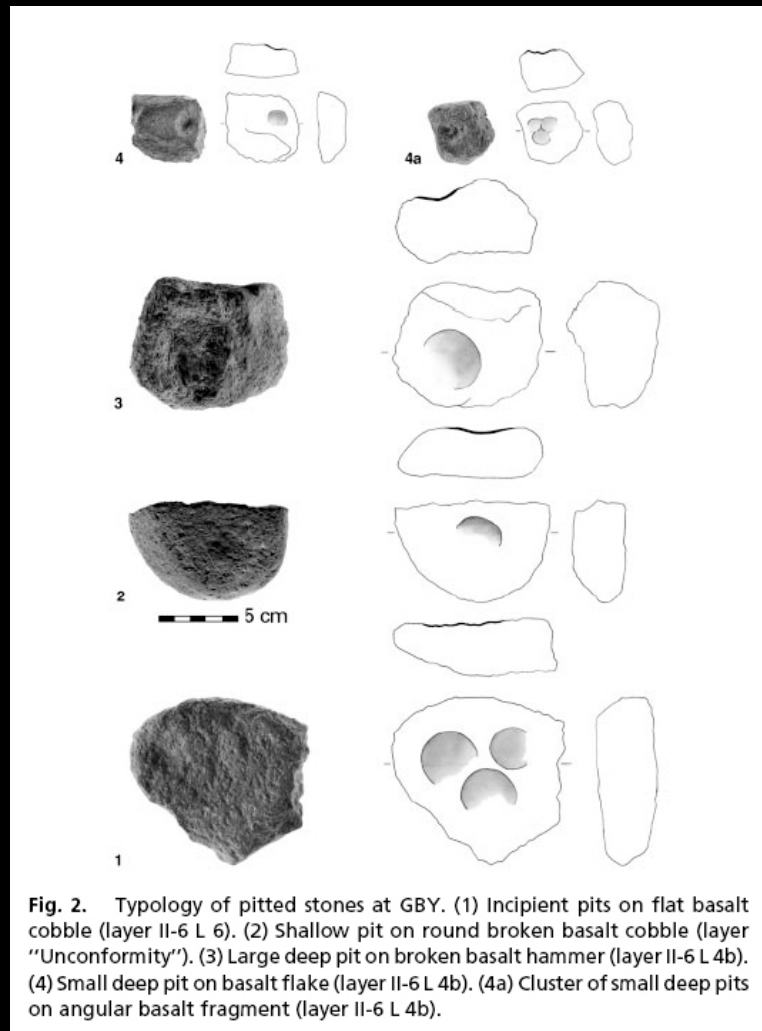 4
4a
3
2
5 cm
1
Fig. 2. Typology of pitted stones at GBY. (1) Incipient pits on flat basalt
cobble (layer II-6 L 6). (2) Shallow pit on round broken basalt cobble (layer
‘‘Unconformity’’). (3) Large deep pit on broken basalt hammer (layer II-6 L 4b).
(4) Small deep pit on basalt flake (layer II-6 L 4b). (4a) Cluster of small deep pits
on angular basalt fragment (layer II-6 L 4b).